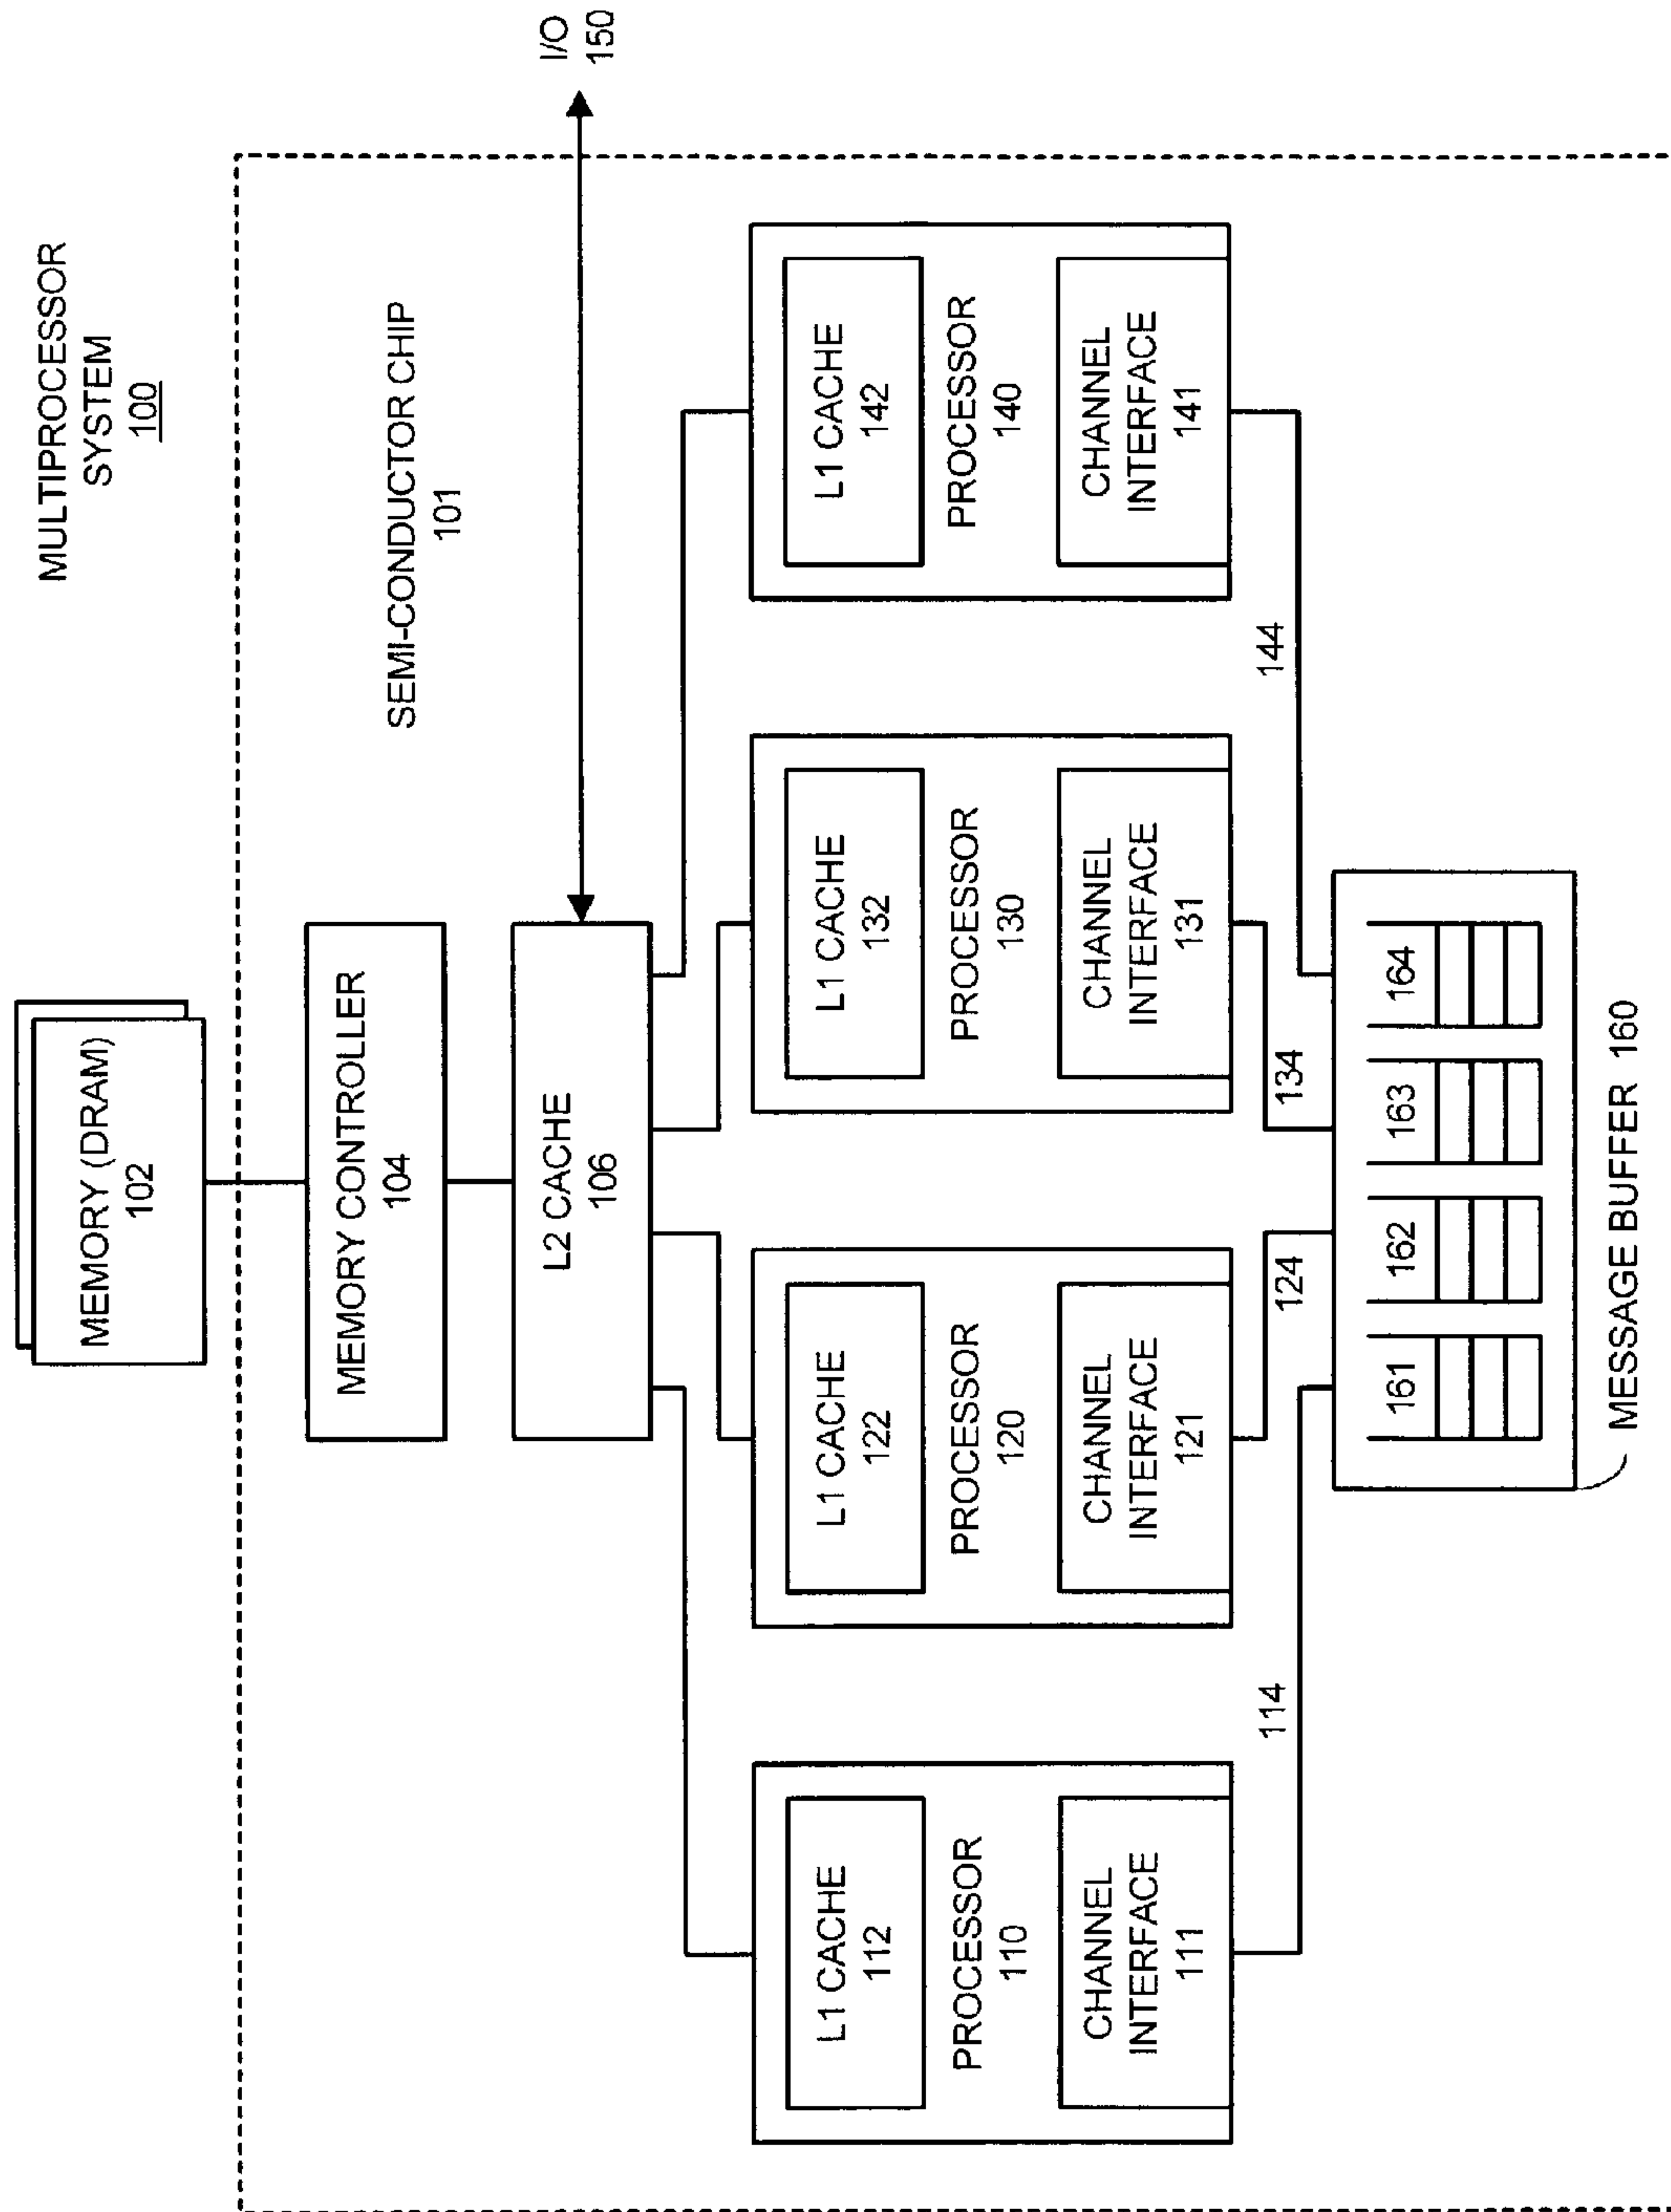 MULTIPROCESSOR
SYSTEM
100
MEMORY (DRAM)
102
I/O
150
SEMI-CONDUCTOR CHIP
101
MEMORY CONTROLLER
104
L2 CACHE
106
L1 CACHE
112
PROCESSOR
110
CHANNEL
INTERFACE
111
L1 CACHE
122
PROCESSOR
120
CHANNEL
INTERFACE
121
L1 CACHE
132
PROCESSOR
130
CHANNEL
INTERFACE
131
L1 CACHE
142
PROCESSOR
140
CHANNEL
INTERFACE
141
114
124
134
144
161
162
163
164
MESSAGE BUFFER 160